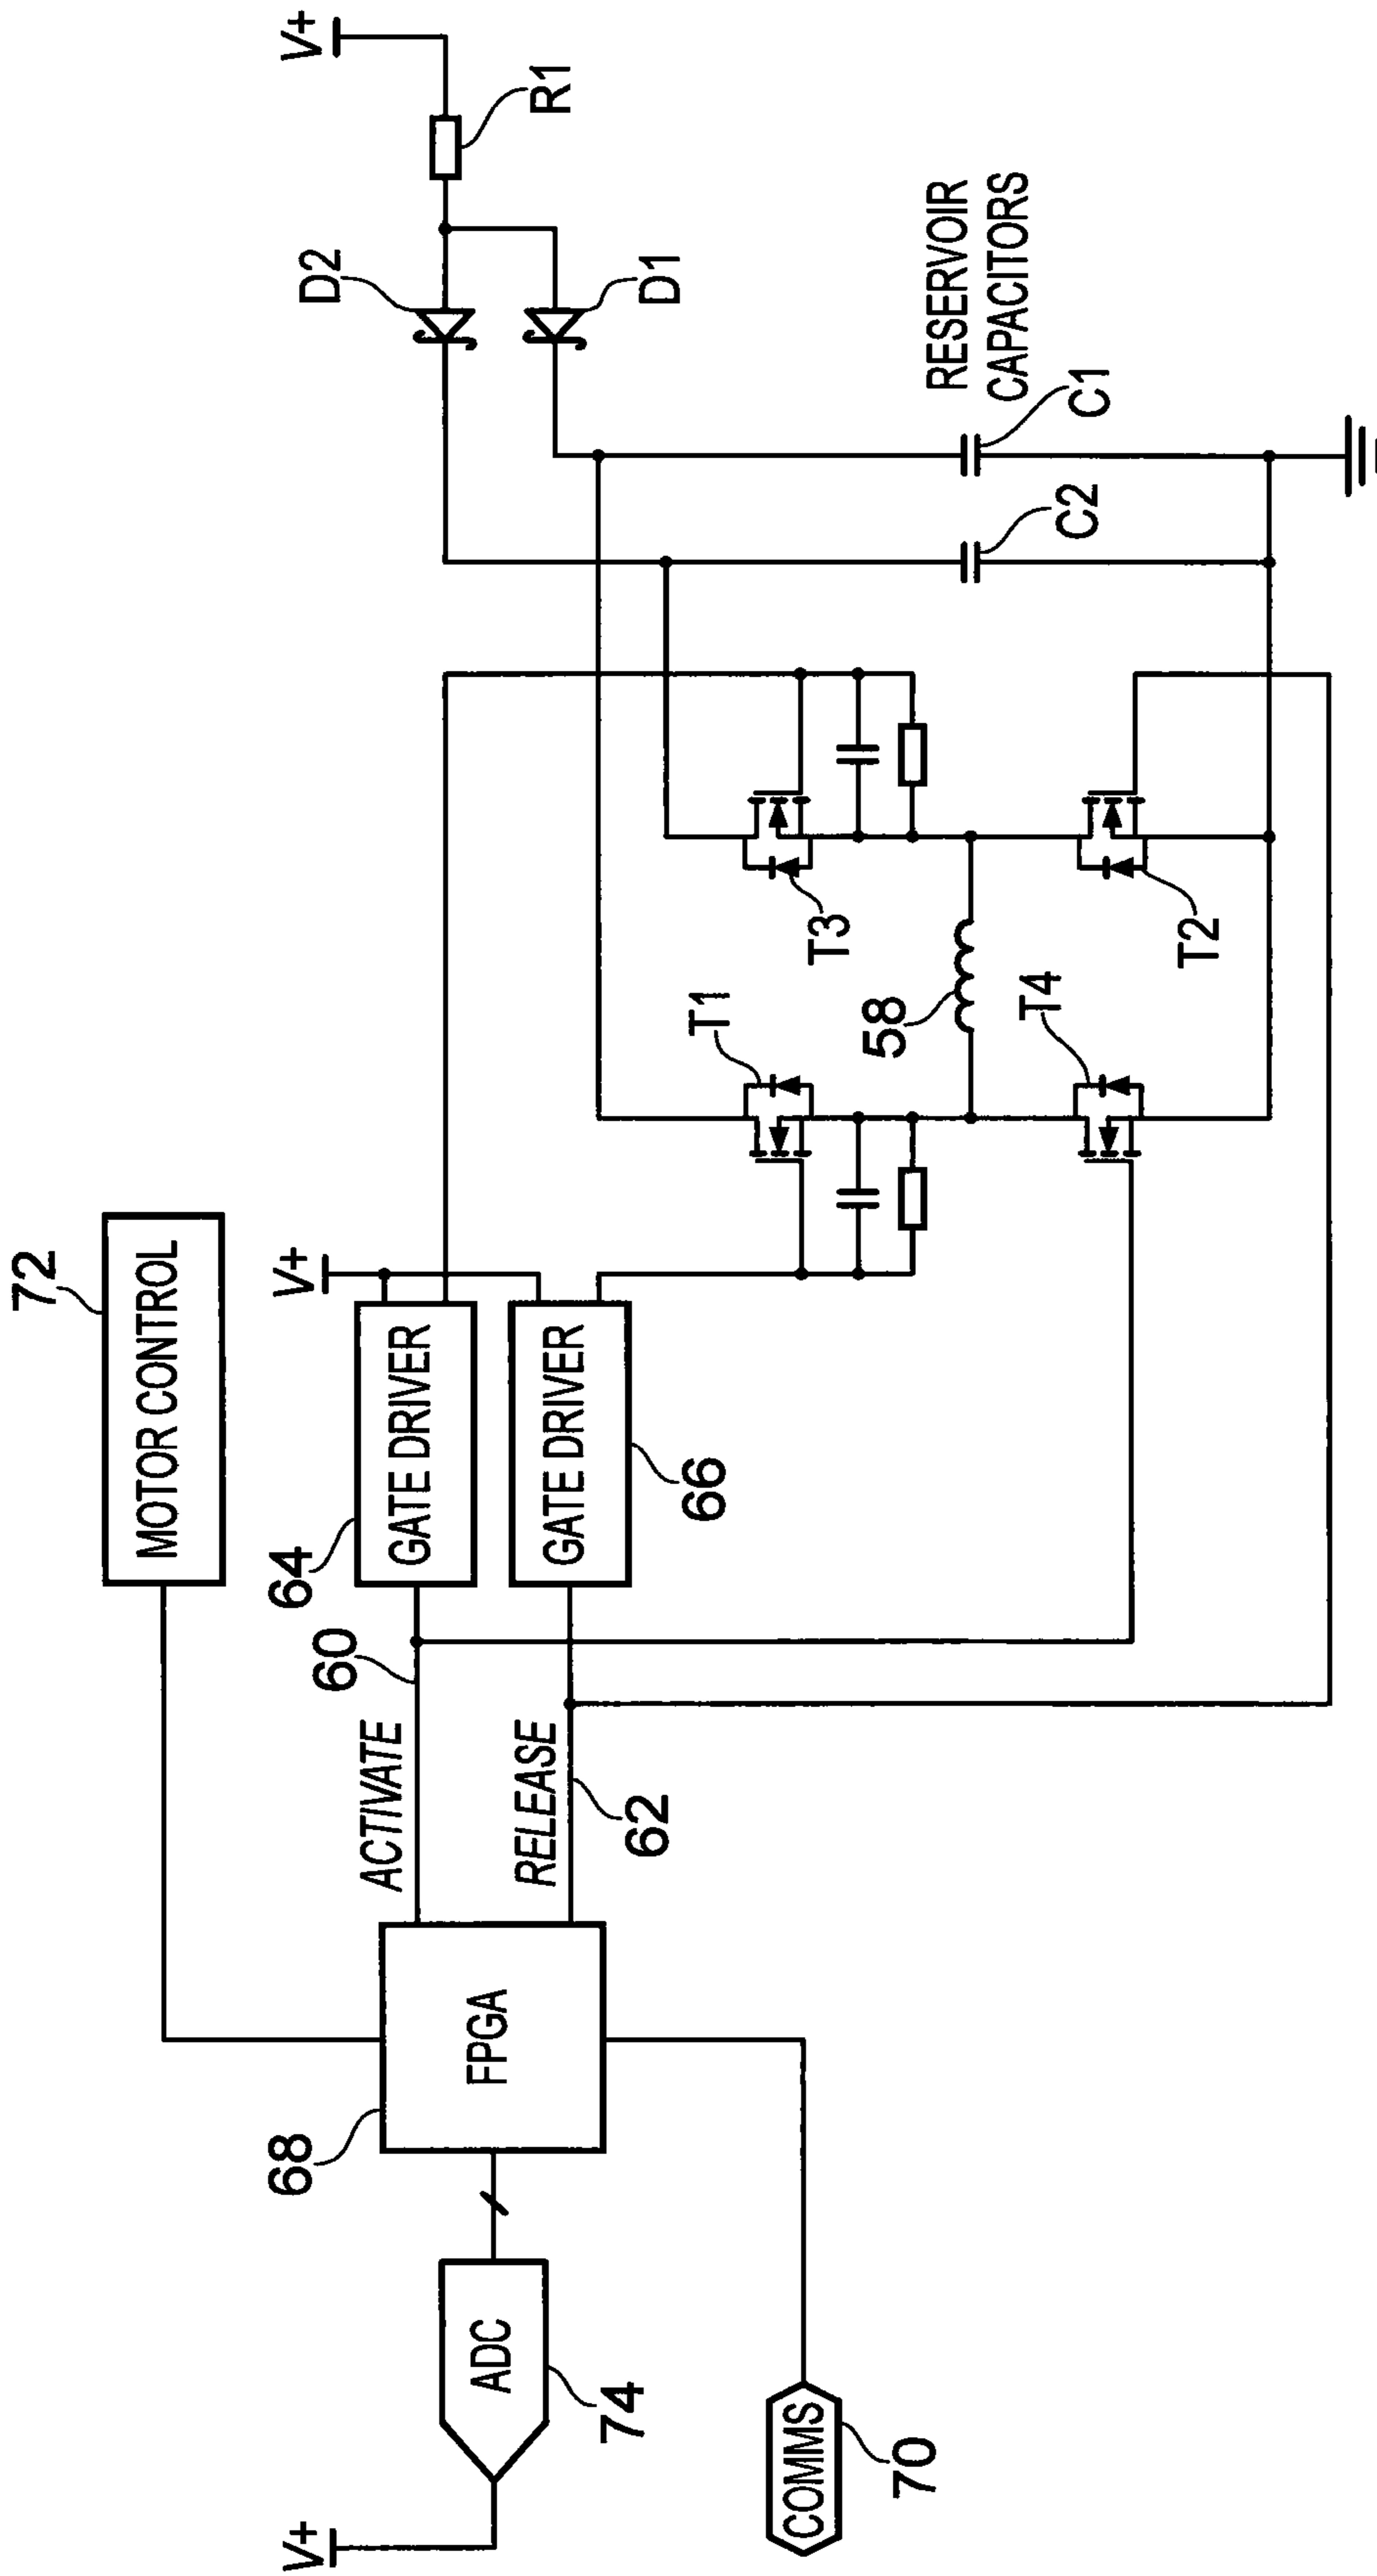 72
MOTOR CONTROL
V+
V+
V+
R1
D2
D1
68
ACTIVATE
60
64
GATE DRIVER
FPGA
ADC
74
RELEASE
62
GATE DRIVER
66
T1
T3
58
T4
T2
COMMS
70
RESERVOIR
CAPACITORS
C1
C2